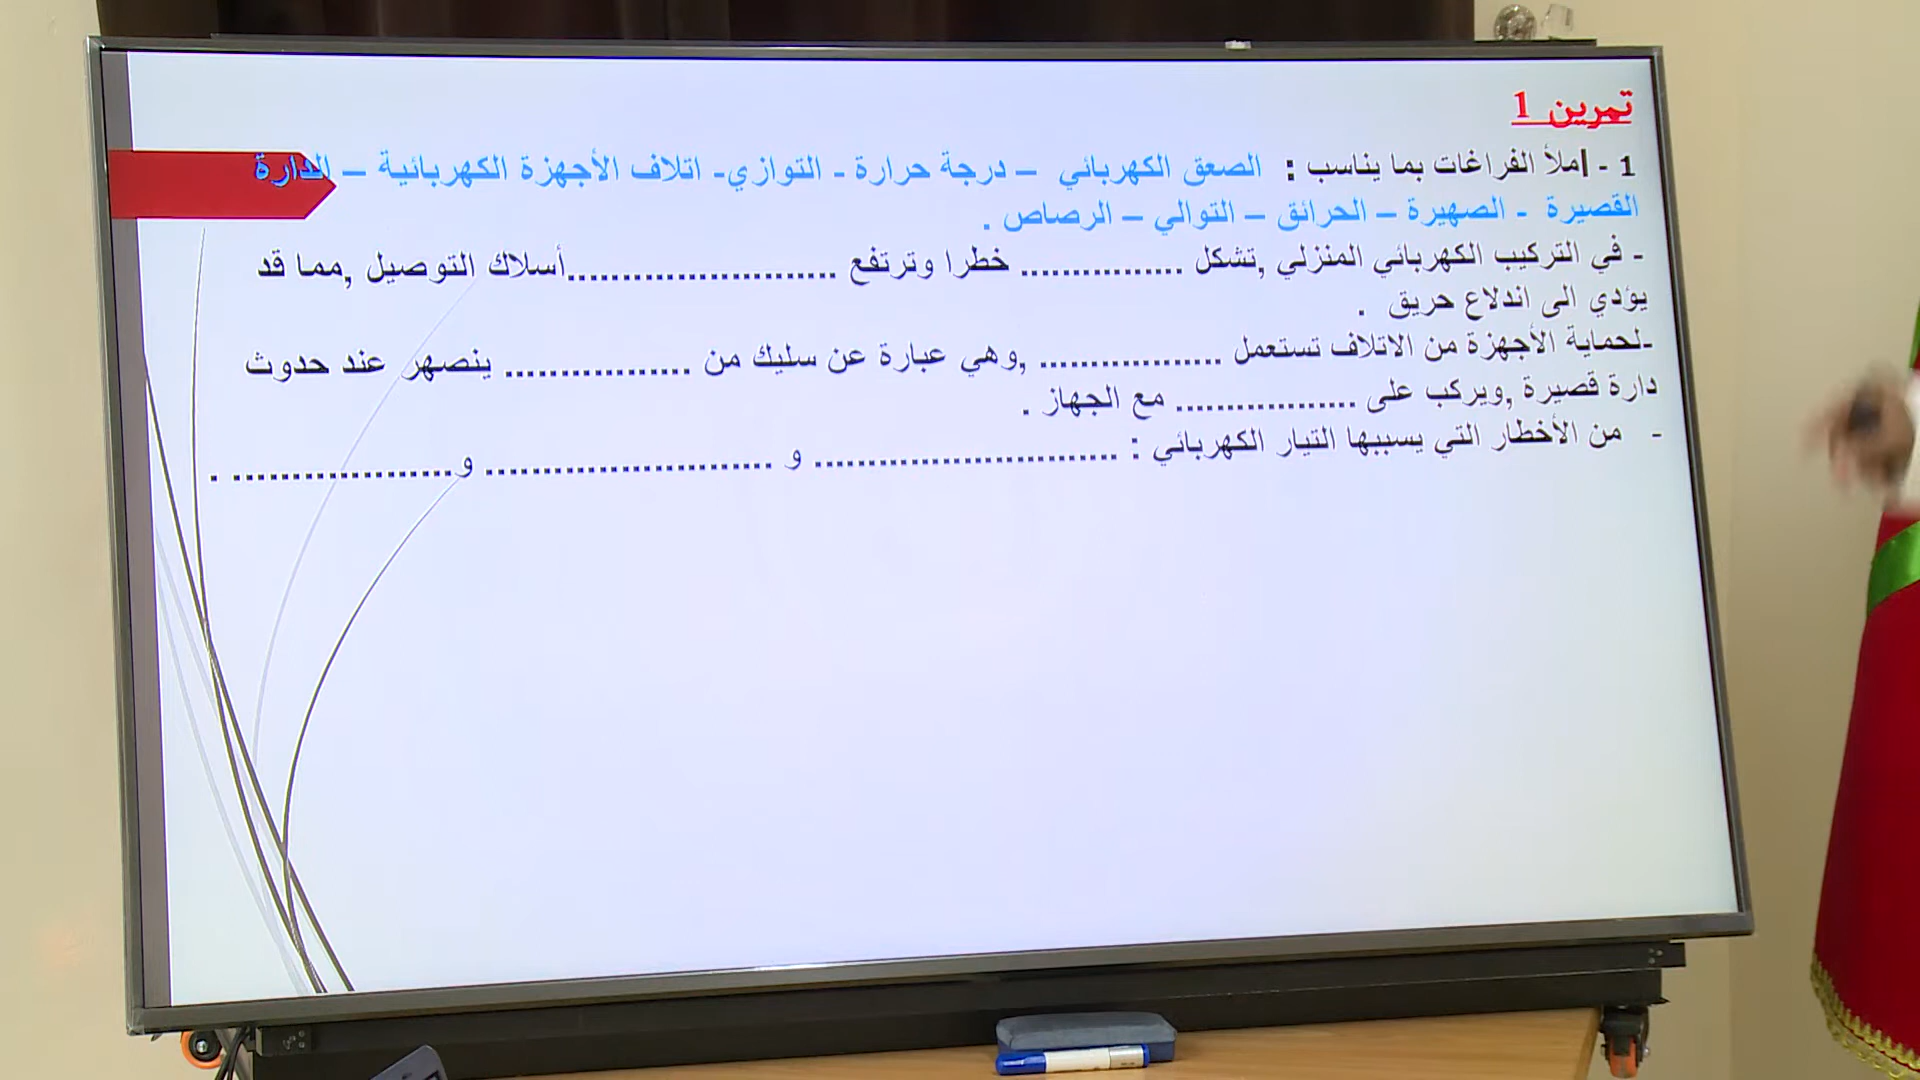 تمرين 1
1 - إملأ الفراغات بما يناسب : الصعق الكهربائي – درجة حرارة - التوازي- اتلاف الأجهزة الكهربائية – الدارة
القصيرة - الصهيرة – الحرائق – التوالي – الرصاص .
- في التركيب الكهربائي المنزلي ,تشكل ................ خطرا وترتفع .........................أسلاك التوصيل ,مما قد
يؤدي الى اندلاع حريق .
-لحماية الأجهزة من الاتلاف تستعمل .................. ,وهي عبارة عن سليك من .................. ينصهر عند حدوث
دارة قصيرة ,ويركب على .................. مع الجهاز .
- من الأخطار التي يسببها التيار الكهربائي : ............................ و ........................... و..................... .